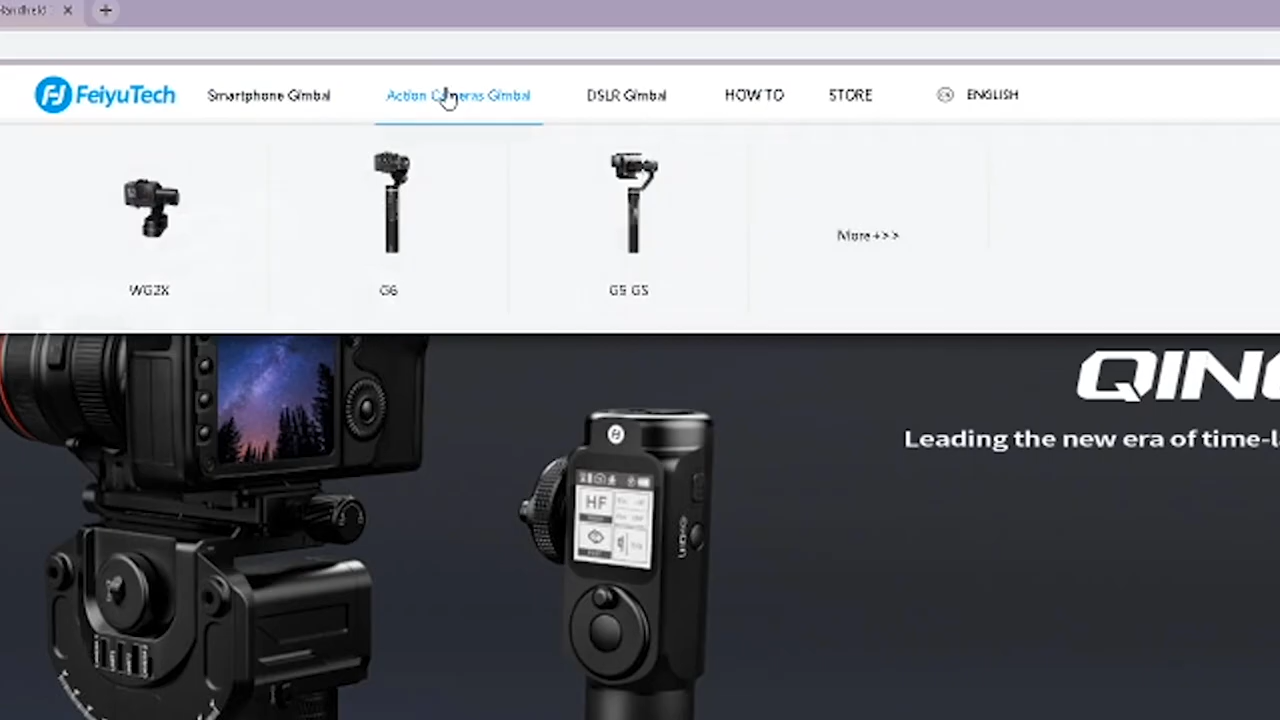 FeiyuTech
Smartphone Gimbal
Action Cameras Gimbal
DSLR Gimbal
HOW TO
STORE
ENGLISH
WG2X
G6
G5 GS
More +>>
QING
Leading the new era of time-l
HF